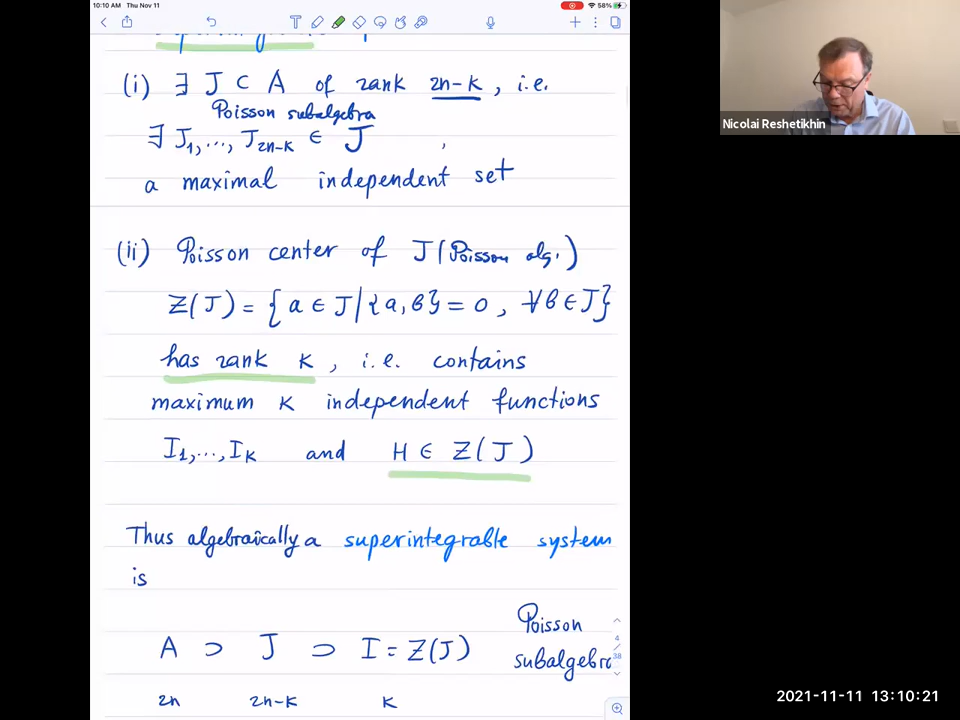 10:10 AM Thu Nov 11
58%
(i) ∃ J ⊂ A of rank 2n-k, i.e.
Poisson subalgebra
∃ J₁,..., J₂ₙ₋ₖ ∈ J
a maximal independent set
(ii) Poisson center of J (Poisson alg.)
Z(J) = {a ∈ J | {a, b} = 0, ∀b ∈ J}
has rank k, i.e. contains
maximum k independent functions
I₁,..., Iₖ and H ∈ Z(J)
Thus algebraically a superintegrable system
is
A ⊃ J ⊃ I = Z(J)
Poisson
subalgebra
2n 2n-k k
4
/
38
Nicolai Reshetikhin
2021-11-11 13:10:21